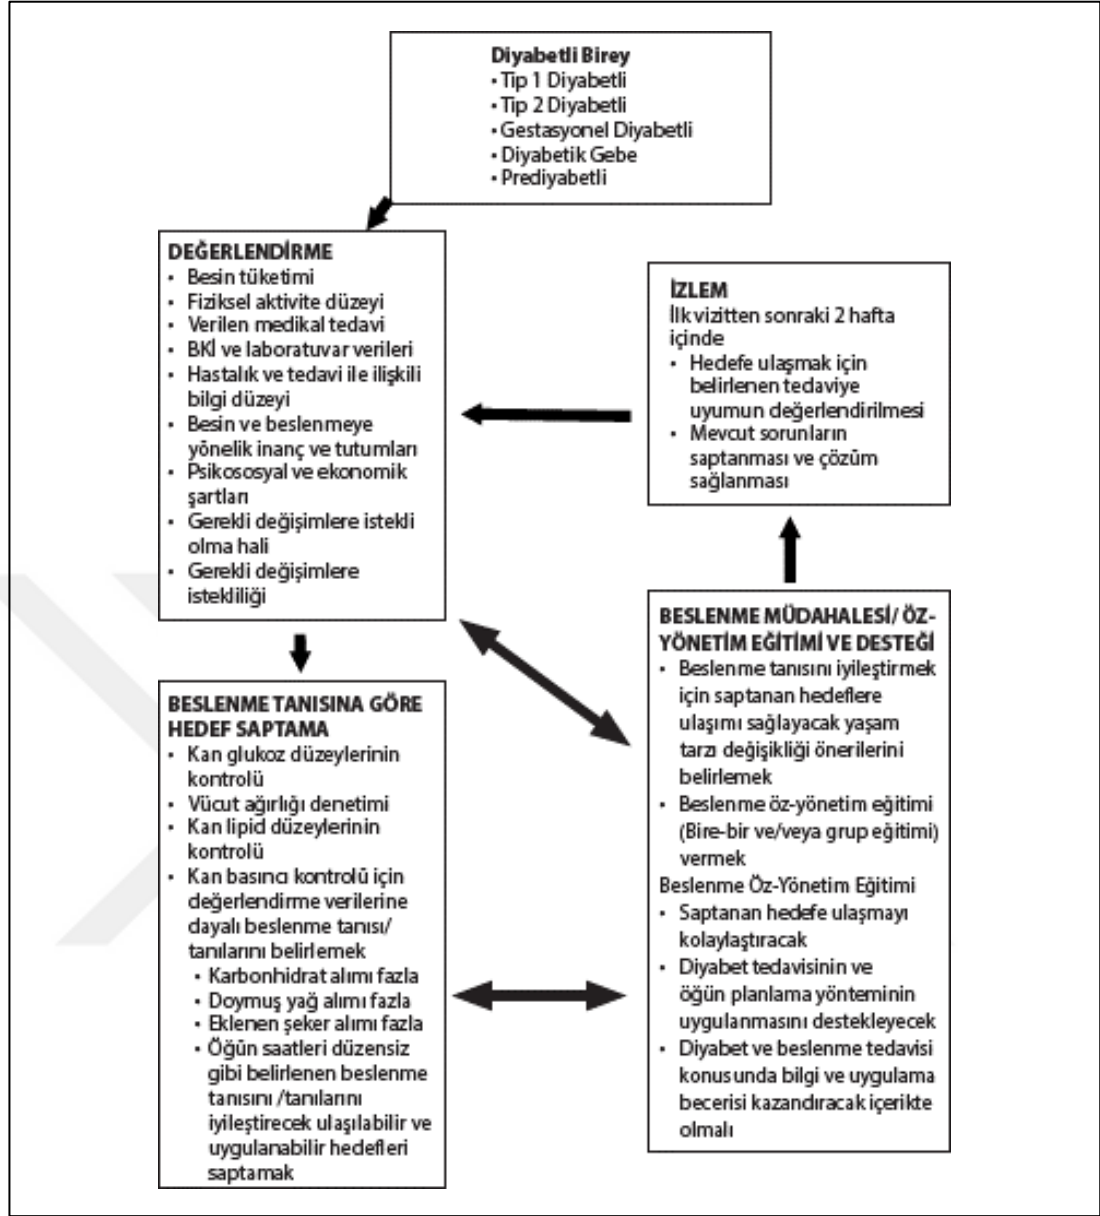 Diyabetli Birey
• Tip 1 Diyabetli
• Tip 2 Diyabetli
• Gestasyonel Diyabetli
• Diyabetik Gebe
• Prediyabetli
DEĞERLENDİRME
• Besin tüketimi
• Fiziksel aktivite düzeyi
• Verilen medikal tedavi
• BKİ ve laboratuvar verileri
• Hastalık ve tedavi ile ilişkili
bilgi düzeyi
• Besin ve beslenmeye
yönelik inanç ve tutumları
• Psikososyal ve ekonomik
şartları
• Gerekli değişimlere istekli
olma hali
• Gerekli değişimlere
istekliliği
BESLENME TANISINA GÖRE
HEDEF SAPTAMA
• Kan glukoz düzeylerinin
kontrolü
• Vücut ağırlığı denetimi
• Kan lipid düzeylerinin
kontrolü
• Kan basıncı kontrolü için
değerlendirme verilerine
dayalı beslenme tanısı/
tanılarını belirlemek
• Karbonhidrat alımı fazla
• Doymuş yağ alımı fazla
• Eklenen şeker alımı fazla
• Öğün saatleri düzensiz
gibi belirlenen beslenme
tanısını /tanılarını
iyileştirecek ulaşılabilir ve
uygulanabilir hedefleri
saptamak
BESLENME MÜDAHALESİ/ ÖZ-
YÖNETİM EĞİTİMİ VE DESTEĞİ
• Beslenme tanısını iyileştirmek
için saptanan hedeflere
ulaşımı sağlayacak yaşam
tarzı değişikliği önerilerini
belirlemek
• Beslenme öz-yönetim eğitimi
(Bire-bir ve/veya grup eğitimi)
vermek
Beslenme Öz-Yönetim Eğitimi
• Saptanan hedefe ulaşmayı
kolaylaştıracak
• Diyabet tedavisinin ve
öğün planlama yönteminin
uygulanmasını destekleyecek
• Diyabet ve beslenme tedavisi
konusunda bilgi ve uygulama
becerisi kazandıracak içerikte
olmalı
İZLEM
İlk vizitten sonraki 2 hafta
içinde
• Hedefe ulaşmak için
belirlenen tedaviye
uyumun değerlendirilmesi
• Mevcut sorunların
saptanması ve çözüm
sağlanması